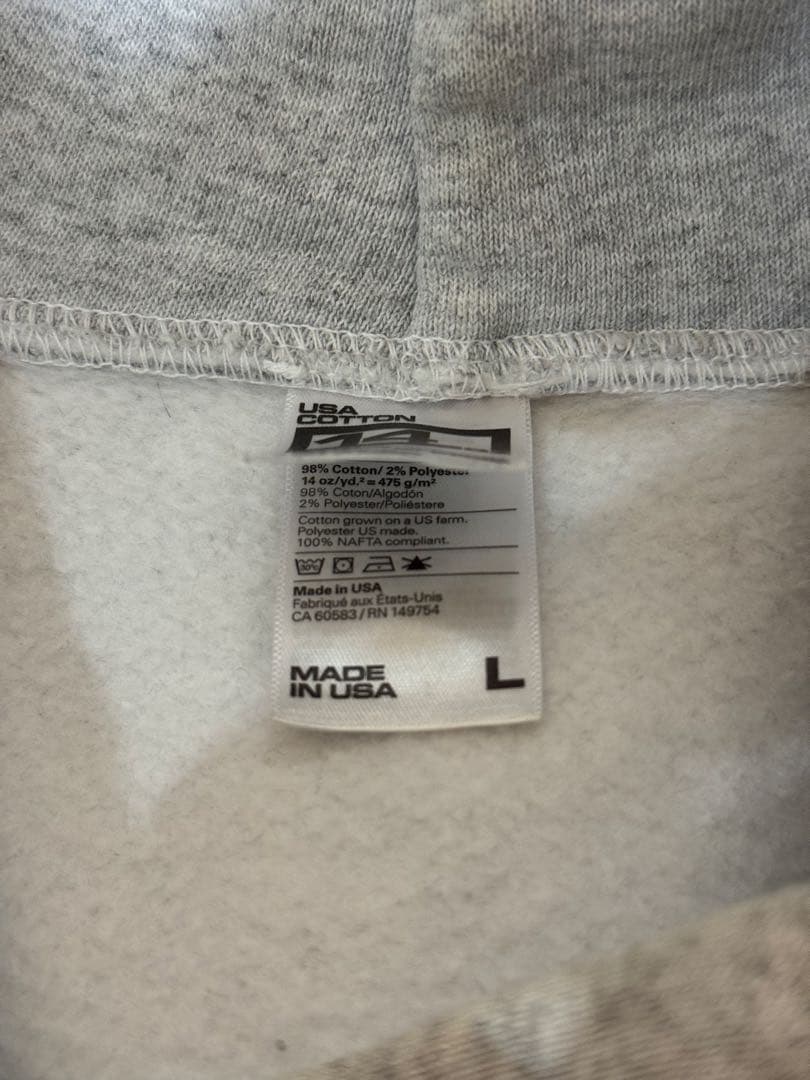 USA
COTTON
14
98% Cotton/ 2%
14 oz/yd.² = 475 g/m²
98% Coton/Algodón
2% Polyester/Poliéstere
Cotton grown on a US farm.
Polyester US made.
100% NAFTA compliant.
30°C
Made in USA
Fabriqué aux États-Unis
CA 60583 / RN 149754
MADE
IN USA
L